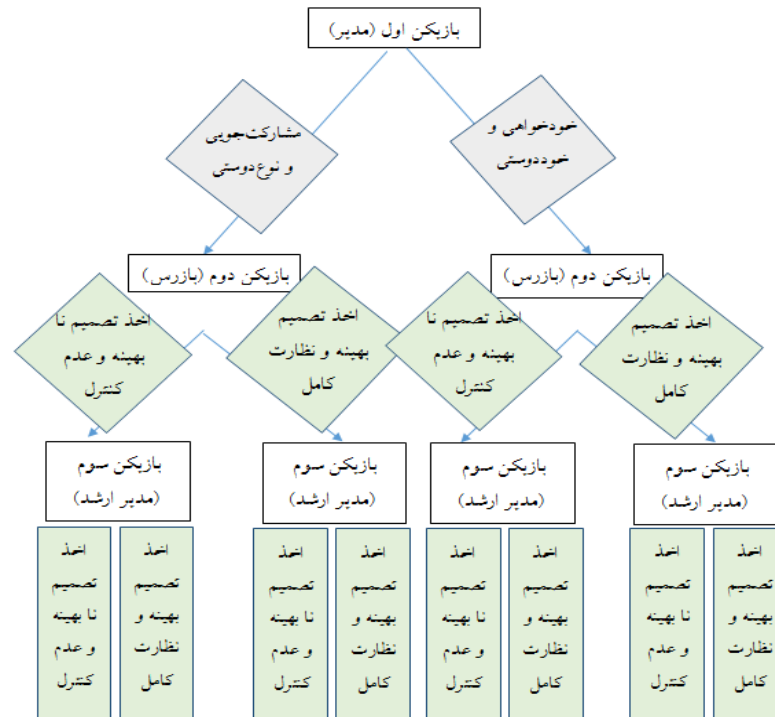 بازیکن اول (مدیر)
خودخواهی و
خوددوستی
مشارکت‌جویی
و نوع‌دوستی
بازیکن دوم (بازرس)
بازیکن دوم (بازرس)
اخذ تصمیم
بهینه و نظارت
کامل
اخذ تصمیم نا
بهینه و عدم
کنترل
اخذ تصمیم
بهینه و نظارت
کامل
اخذ تصمیم نا
بهینه و عدم
کنترل
بازیکن سوم
(مدیر ارشد)
بازیکن سوم
(مدیر ارشد)
بازیکن سوم
(مدیر ارشد)
بازیکن سوم
(مدیر ارشد)
اخذ
تصمیم
بهینه و
نظارت
کامل
اخذ
تصمیم
نا بهینه
و عدم
کنترل
اخذ
تصمیم
بهینه و
نظارت
کامل
اخذ
تصمیم
نا بهینه
و عدم
کنترل
اخذ
تصمیم
بهینه و
نظارت
کامل
اخذ
تصمیم
نا بهینه
و عدم
کنترل
اخذ
تصمیم
بهینه و
نظارت
کامل
اخذ
تصمیم
نا بهینه
و عدم
کنترل